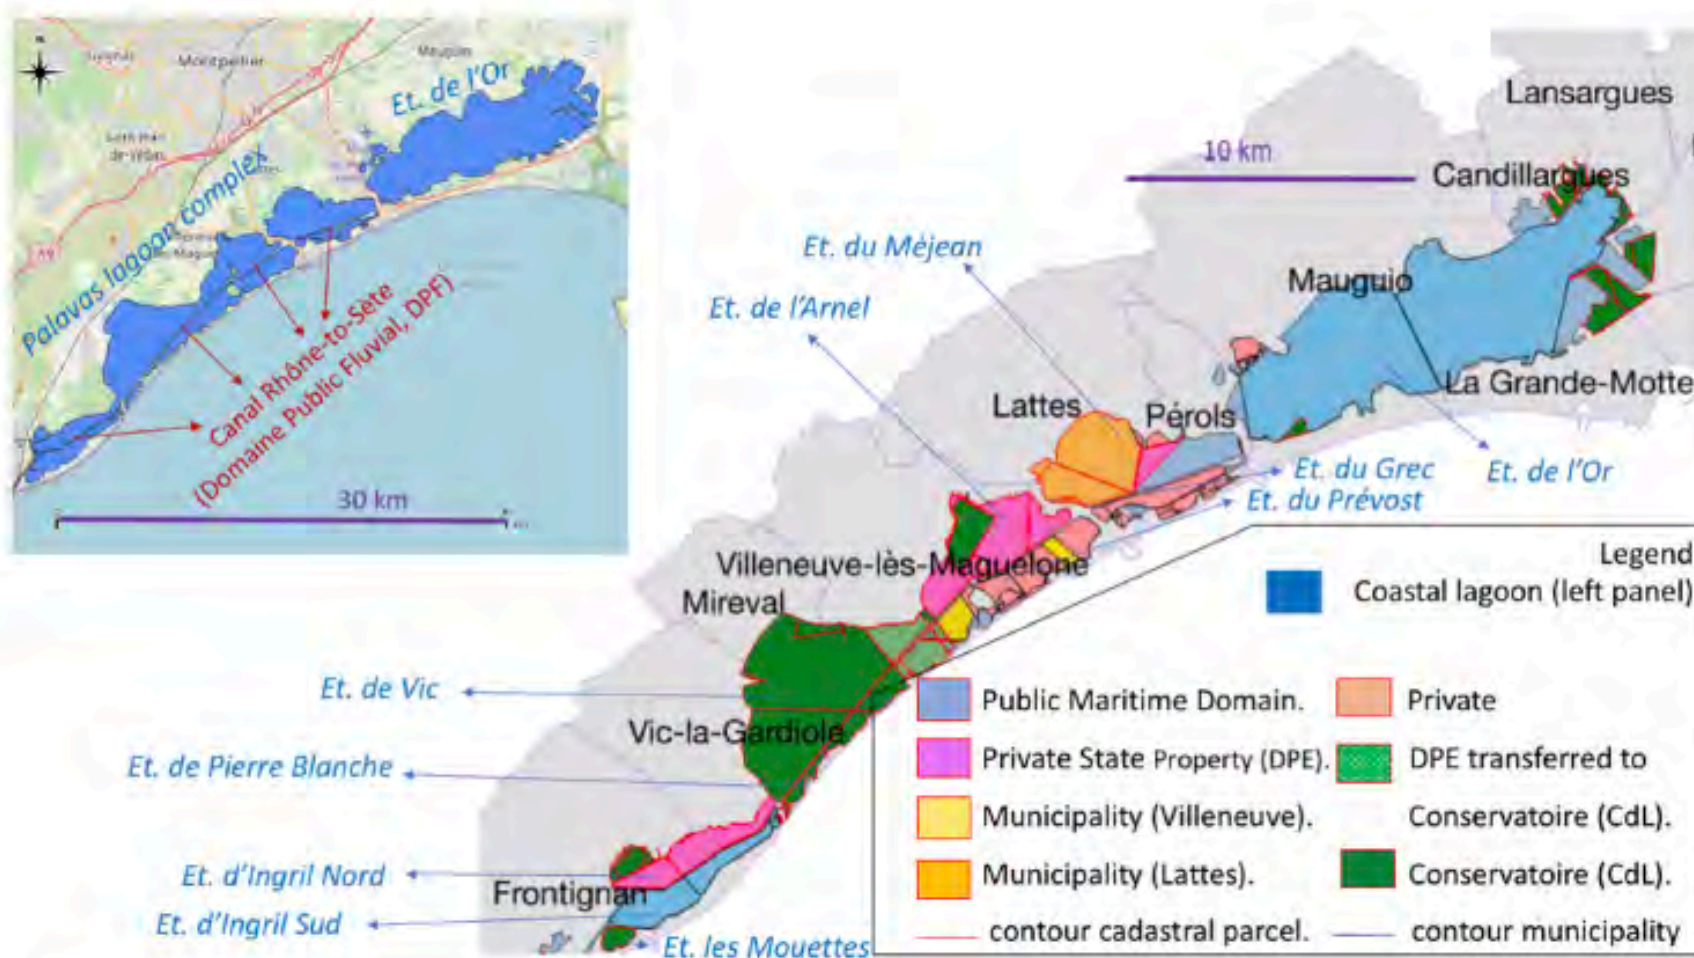 N
Montpellier
Mauguio
Et. de l'Or
Palavas lagoon complex
Canal Rhône-to-Sète
(Domaine Public Fluvial, DPF)
30 km
Lansargues
10 km
Candillargues
Et. du Méjean
Mauguio
Et. de l'Arnel
La Grande-Motte
Lattes
Pérols
Et. du Grec
Et. de l'Or
Et. du Prévost
Villeneuve-lès-Maguelone
Mireval
Et. de Vic
Vic-la-Gardiole
Et. de Pierre Blanche
Et. d'Ingril Nord
Frontignan
Et. d'Ingril Sud
Et. les Mouettes
Legend
Coastal lagoon (left panel)
Public Maritime Domain.
Private
Private State Property (DPE).
DPE transferred to
Conservatoire (CdL).
Municipality (Villeneuve).
Municipality (Lattes).
Conservatoire (CdL).
contour cadastral parcel.
contour municipality